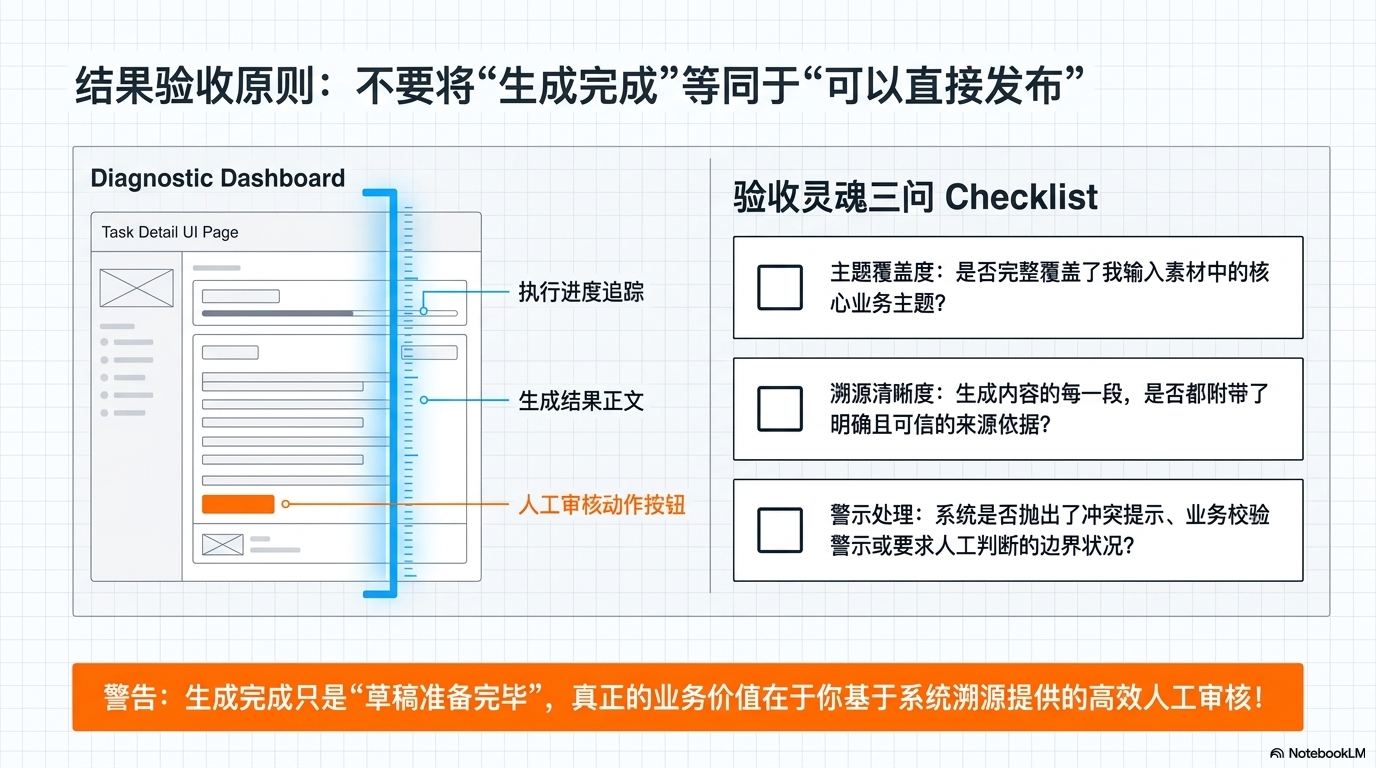 结果验收原则：不要将“生成完成”等同于“可以直接发布”
Diagnostic Dashboard
Task Detail UI Page
执行进度追踪
生成结果正文
人工审核动作按钮
验收灵魂三问 Checklist
主题覆盖度：是否完整覆盖了我输入素材中的核
心业务主题？
溯源清晰度：生成内容的每一段，是否都附带了
明确且可信的来源依据？
警示处理：系统是否抛出了冲突提示、业务校验
警示或要求人工判断的边界状况？
警告：生成完成只是“草稿准备完毕”，真正的业务价值在于你基于系统溯源提供的高效人工审核！
NotebookLM